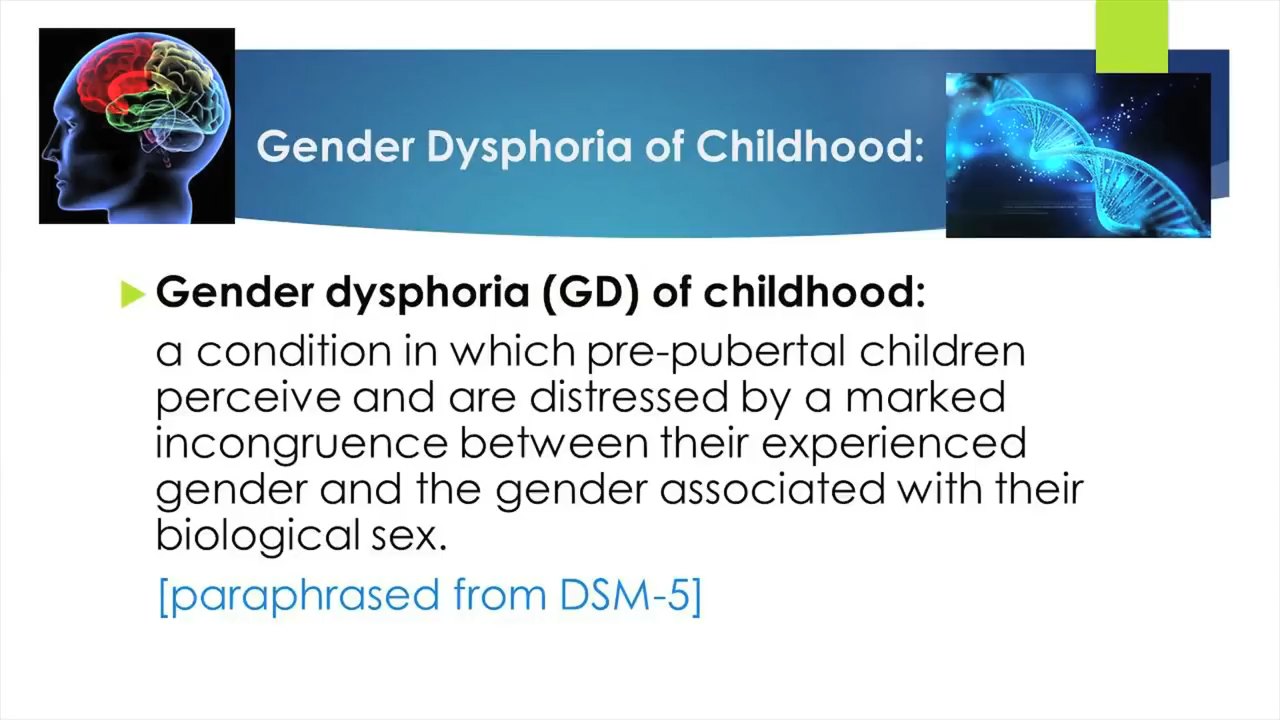 Gender Dysphoria of Childhood:
Gender dysphoria (GD) of childhood:
a condition in which pre-pubertal children
perceive and are distressed by a marked
incongruence between their experienced
gender and the gender associated with their
biological sex.
[paraphrased from DSM-5]